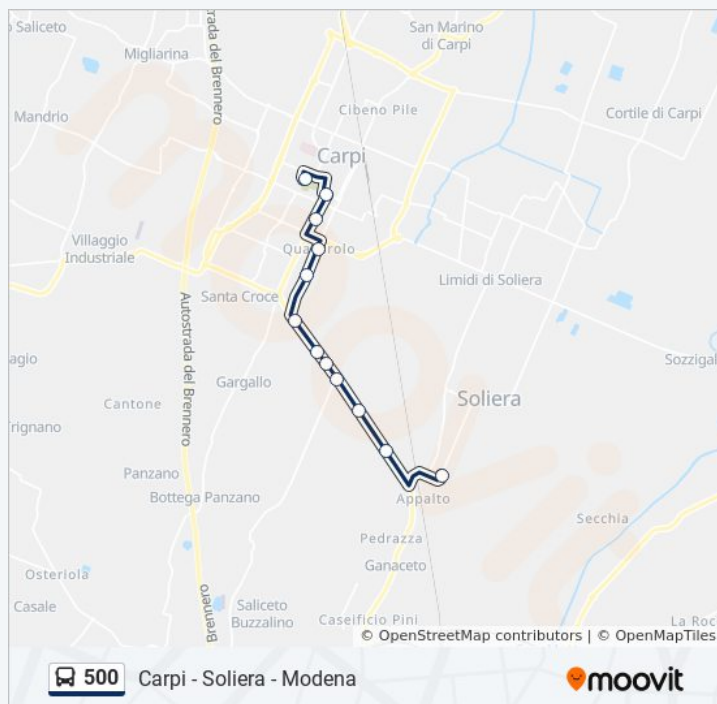 o Saliceto
San Marino
di Carpi
Autostrada del Brennero
Migliarina
Mandrio
Cibeno Pile
Cortile di Carpi
Carpi
Villaggio
Industriale
Quartirolo
Limidi di Soliera
Santa Croce
Autostrada del Brennero
agio
Sozzigal
Gargallo
Cantone
Soliera
rignano
Panzano
Bottega Panzano
Appalto
Secchia
Pedrazza
Ganaceto
Osteriola
Casale
Saliceto
Buzzalino
Brennero
Caseificio Pini
La Roc
© OpenStreetMap contributors | © OpenMapTiles
500 Carpi - Soliera - Modena
moovit
moovit